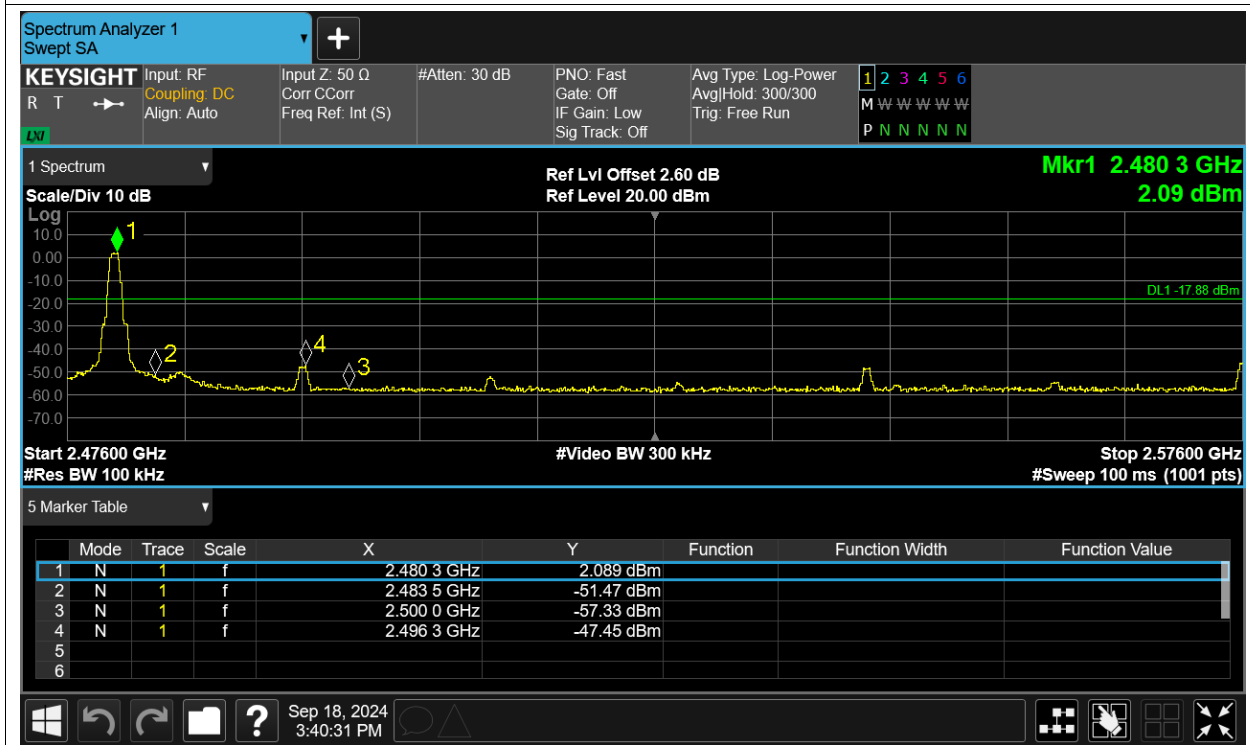 Spectrum Analyzer 1
Swept SA
KEYSIGHT
R T
LXI
Input: RF
Coupling: DC
Align: Auto
Input Z: 50 Ω
Corr CCorr
Freq Ref: Int (S)
#Atten: 30 dB
PNO: Fast
Gate: Off
IF Gain: Low
Sig Track: Off
Avg Type: Log-Power
Avg|Hold: 300/300
Trig: Free Run
1 2 3 4 5 6
M W W W W W
P N N N N N
1 Spectrum
Scale/Div 10 dB
Ref Lvl Offset 2.60 dB
Ref Level 20.00 dBm
Mkr1 2.480 3 GHz
2.09 dBm
Log
10.0
0.00
-10.0
-20.0
-30.0
-40.0
-50.0
-60.0
-70.0
1
2
4
3
DL1 -17.88 dBm
Start 2.47600 GHz
#Res BW 100 kHz
#Video BW 300 kHz
Stop 2.57600 GHz
#Sweep 100 ms (1001 pts)
5 Marker Table
Mode Trace Scale X Y Function Function Width Function Value
1 N 1 f 2.480 3 GHz 2.089 dBm
2 N 1 f 2.483 5 GHz -51.47 dBm
3 N 1 f 2.500 0 GHz -57.33 dBm
4 N 1 f 2.496 3 GHz -47.45 dBm
5
6
?
Sep 18, 2024
3:40:31 PM